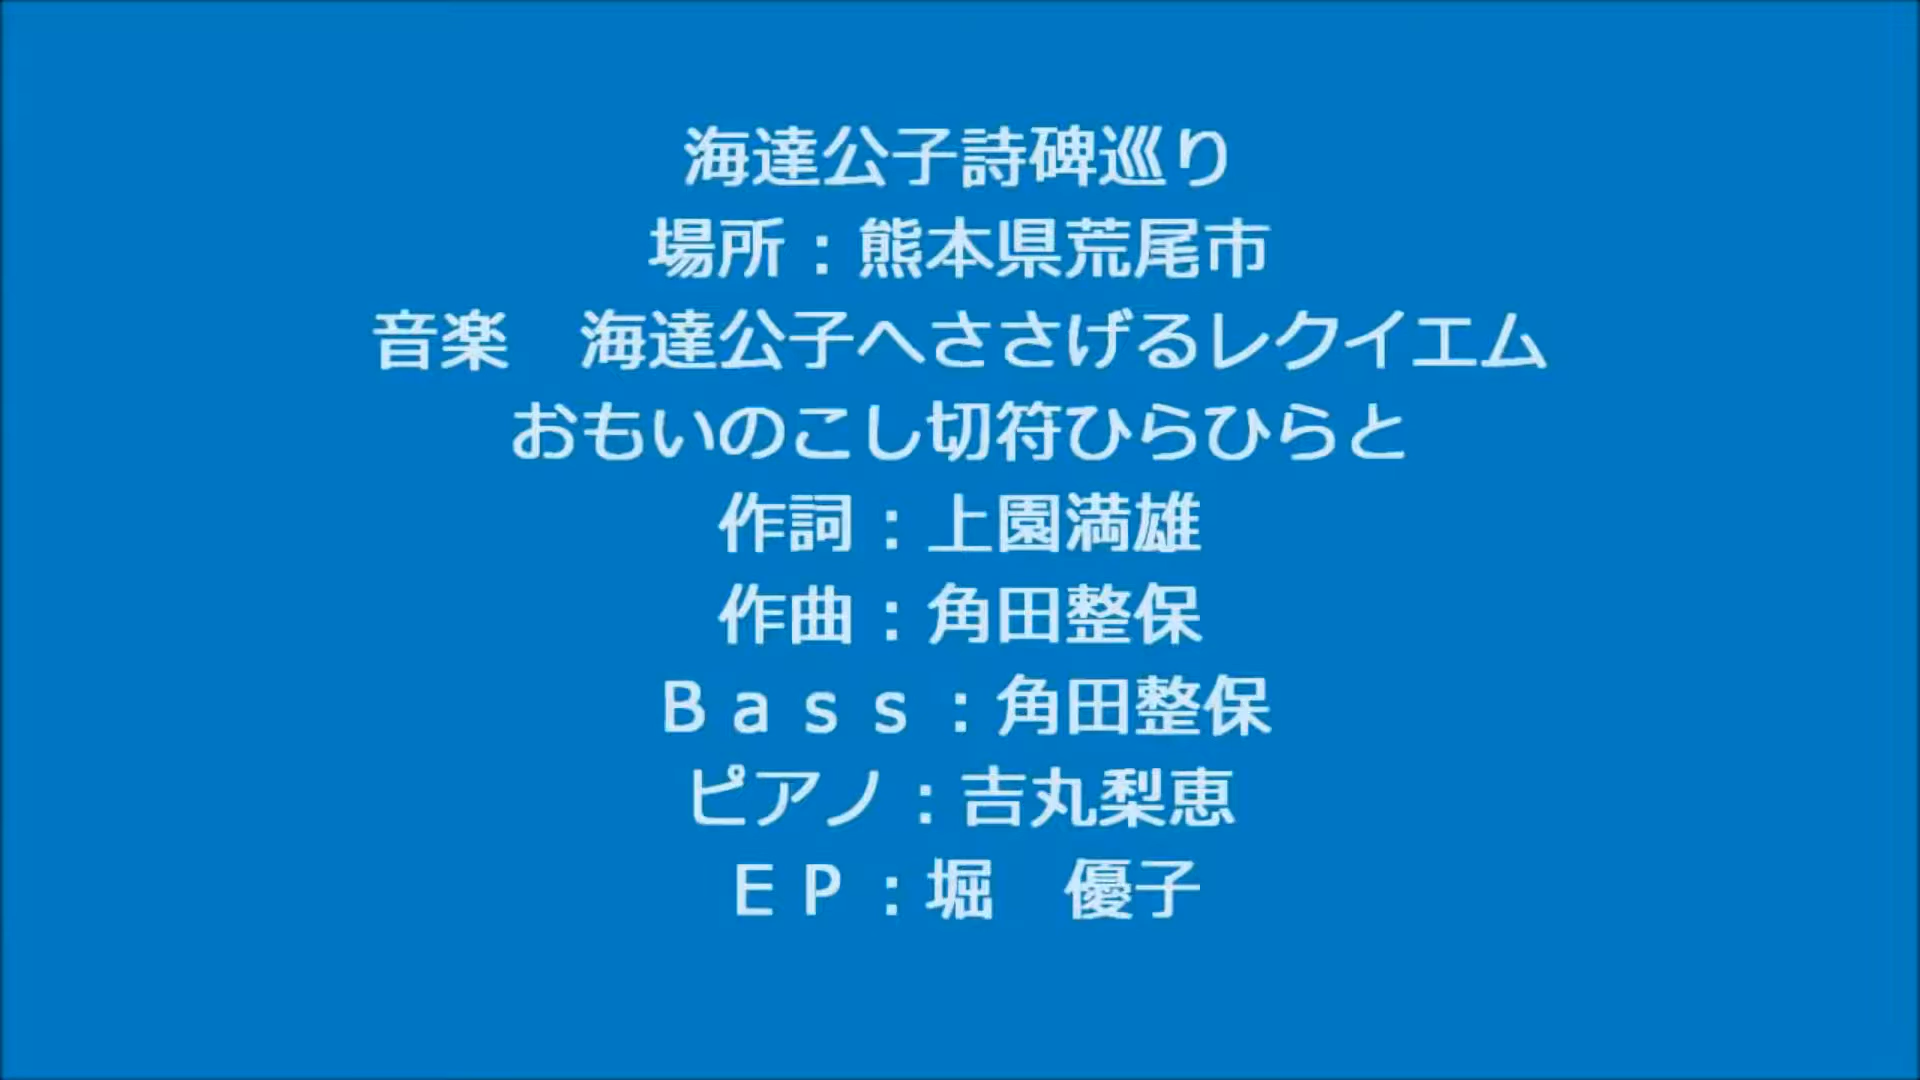 海達公子詩碑巡り
場所：熊本県荒尾市
音楽　海達公子へささげるレクイエム
おもいのこし切符ひらひらと
作詞：上園満雄
作曲：角田整保
Ｂａｓｓ：角田整保
ピアノ：吉丸梨恵
ＥＰ：堀　優子